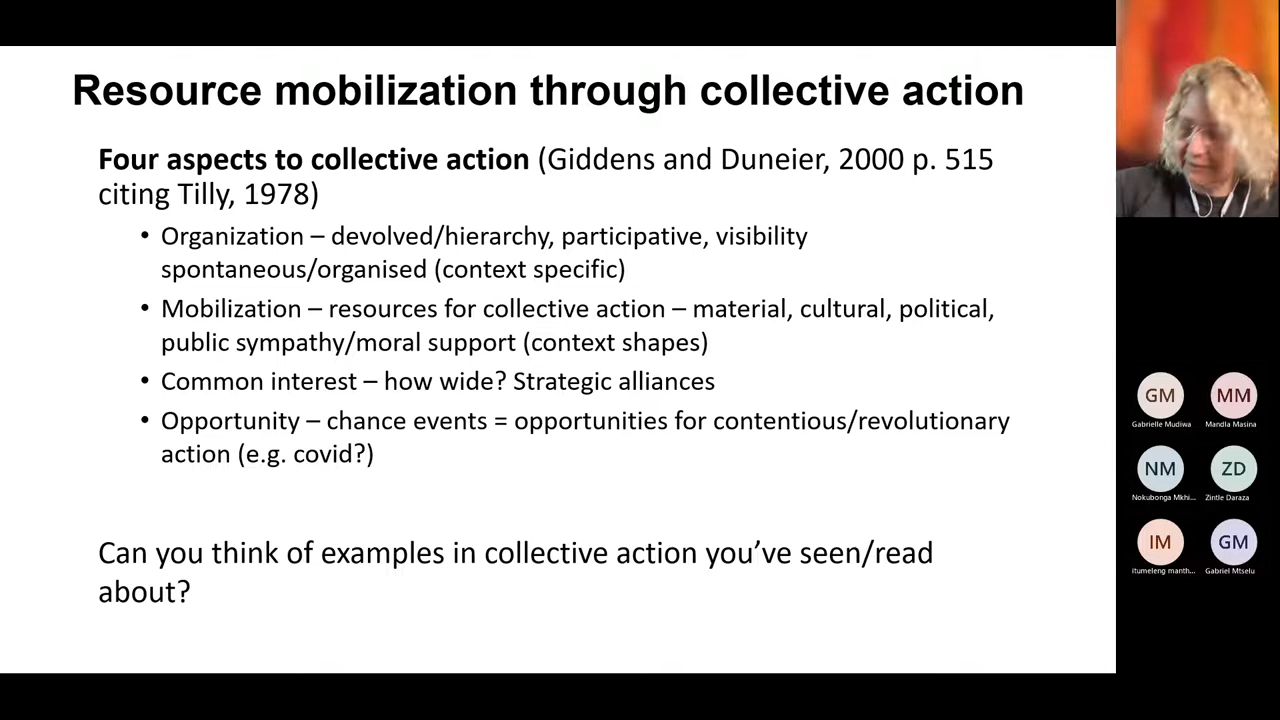 Resource mobilization through collective action
Four aspects to collective action (Giddens and Duneier, 2000 p. 515
citing Tilly, 1978)
• Organization – devolved/hierarchy, participative, visibility
spontaneous/organised (context specific)
• Mobilization – resources for collective action – material, cultural, political,
public sympathy/moral support (context shapes)
• Common interest – how wide? Strategic alliances
• Opportunity – chance events = opportunities for contentious/revolutionary
action (e.g. covid?)
Can you think of examples in collective action you’ve seen/read
about?
GM
Gabrielle Mudiwa
MM
Mandla Masina
NM
Nokubonga Mkhi...
ZD
Zintle Daraza
IM
itumeleng manth...
GM
Gabriel Mtselu